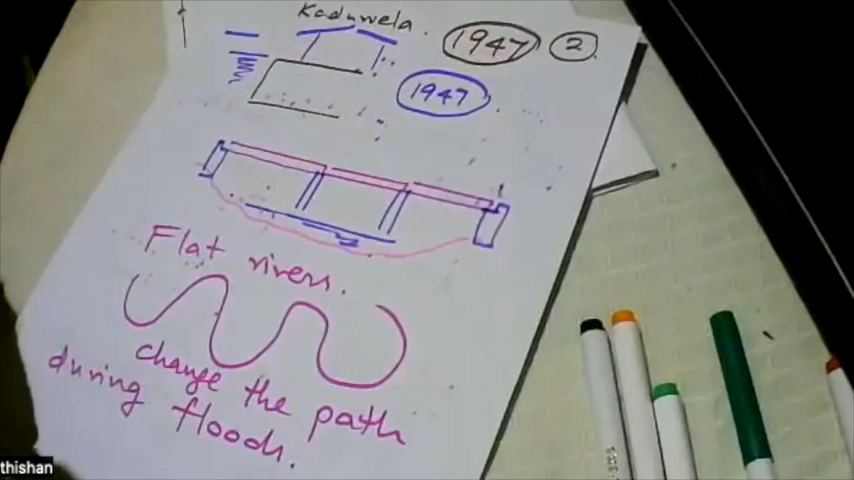 Kaduwela.
1947
2
1947
Flat rivers.
change the path
during floods.
thishan